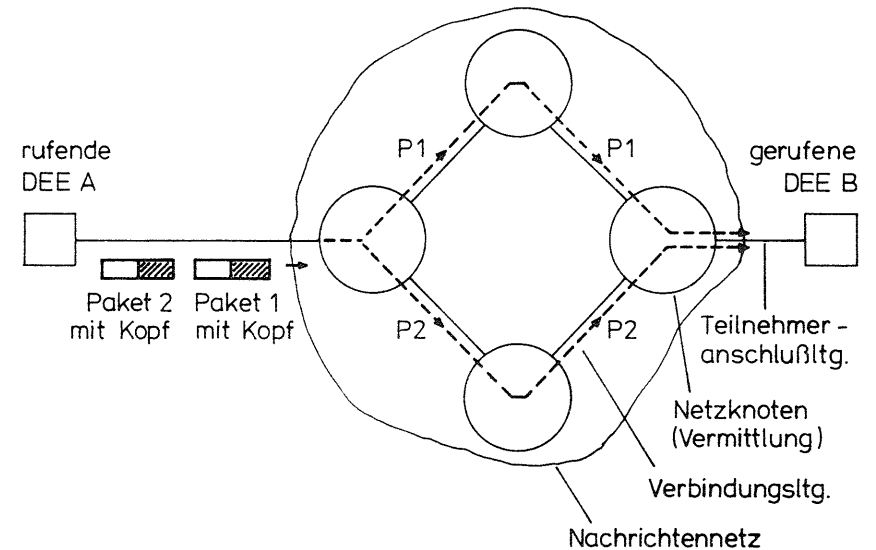 rufende
DEE A
Paket 2
mit Kopf
Paket 1
mit Kopf
P1
P1
P2
P2
gerufene
DEE B
Teilnehmer-
anschlußltg.
Netzknoten
(Vermittlung)
Verbindungsltg.
Nachrichtennetz